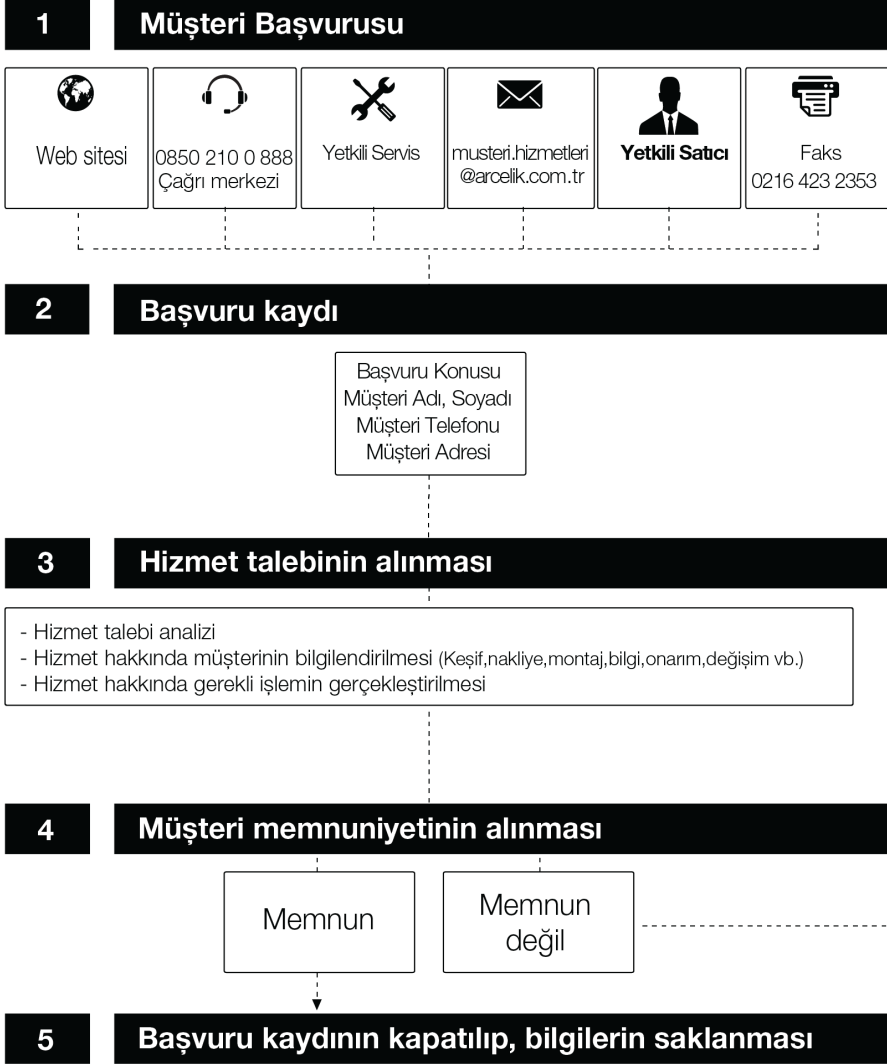 1 Müşteri Başvurusu
Web sitesi
0850 210 0 888
Çağrı merkezi
Yetkili Servis
musteri.hizmetleri
@arcelik.com.tr
Yetkili Satıcı
Faks
0216 423 2353
2 Başvuru kaydı
Başvuru Konusu
Müşteri Adı, Soyadı
Müşteri Telefonu
Müşteri Adresi
3 Hizmet talebinin alınması
- Hizmet talebi analizi
- Hizmet hakkında müşterinin bilgilendirilmesi (Keşif,nakliye,montaj,bilgi,onarım,değişim vb.)
- Hizmet hakkında gerekli işlemin gerçekleştirilmesi
4 Müşteri memnuniyetinin alınması
Memnun
Memnun
değil
5 Başvuru kaydının kapatılıp, bilgilerin saklanması